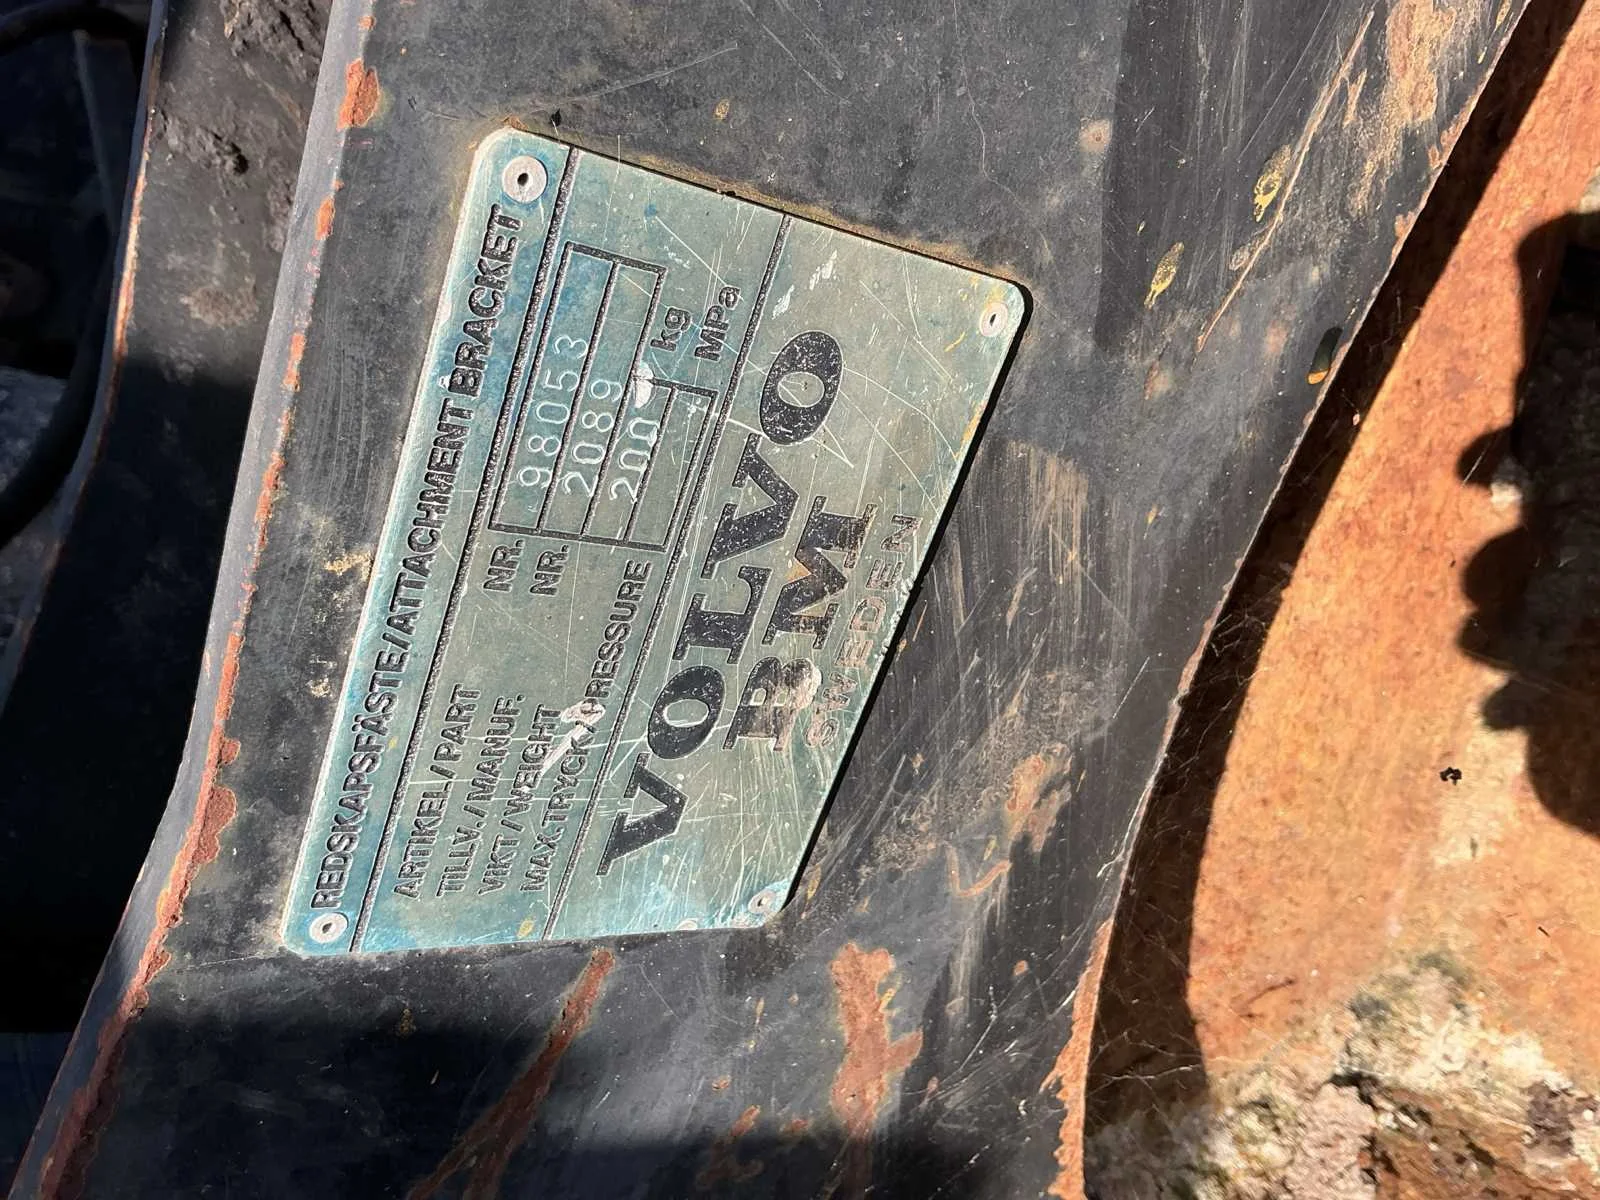 REDSKAPSFÄSTE/ATTACHMENT BRACKET
ARTIKEL/PART NR. 98053
TILLV./MANUF. NR. 2089
VIKT/WEIGHT 200 kg
MAX.TRYCK/PRESSURE MPa
VOLVO
BM
SWEDEN